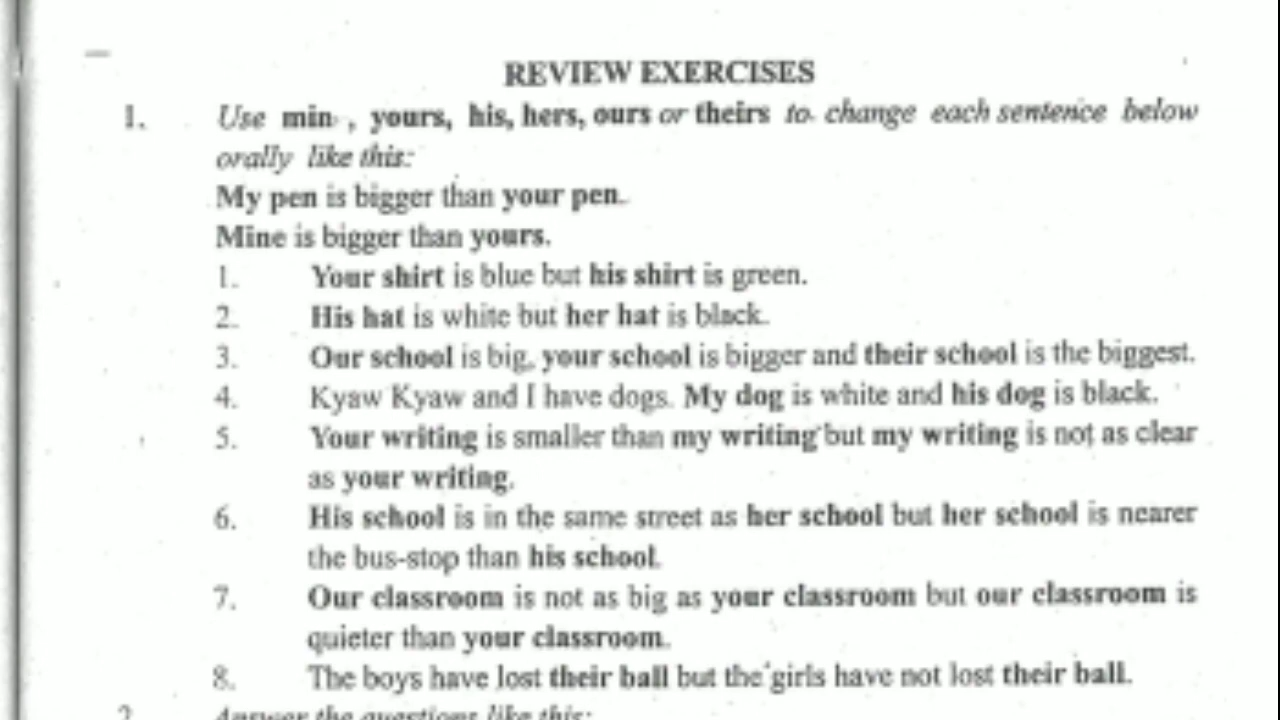 REVIEW EXERCISES
1. Use min , yours, his, hers, ours or theirs to change each sentence below
orally like this:
My pen is bigger than your pen.
Mine is bigger than yours.
1. Your shirt is blue but his shirt is green.
2. His hat is white but her hat is black.
3. Our school is big, your school is bigger and their school is the biggest.
4. Kyaw Kyaw and I have dogs. My dog is white and his dog is black.
5. Your writing is smaller than my writing but my writing is not as clear
as your writing.
6. His school is in the same street as her school but her school is nearer
the bus-stop than his school.
7. Our classroom is not as big as your classroom but our classroom is
quieter than your classroom.
8. The boys have lost their ball but the girls have not lost their ball.
2. Answer the questions like this: